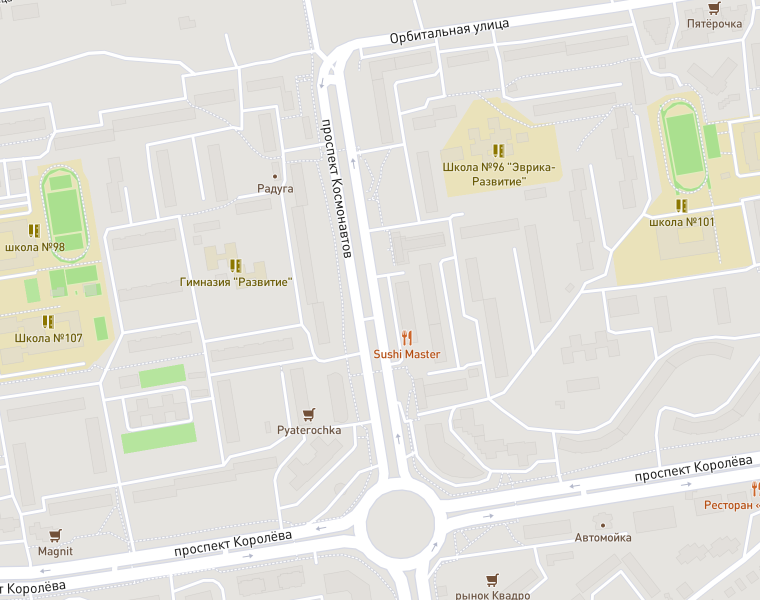 Орбитальная улица
Пятёрочка
проспект Космонавтов
Школа №96 "Эврика-
Развитие"
Радуга
школа №101
школа №98
Гимназия "Развитие"
Школа №107
Sushi Master
Pyaterochka
проспект Королёва
Ресторан «
проспект Королёва
Автомойка
Magnit
т Королёва
рынок Квадро